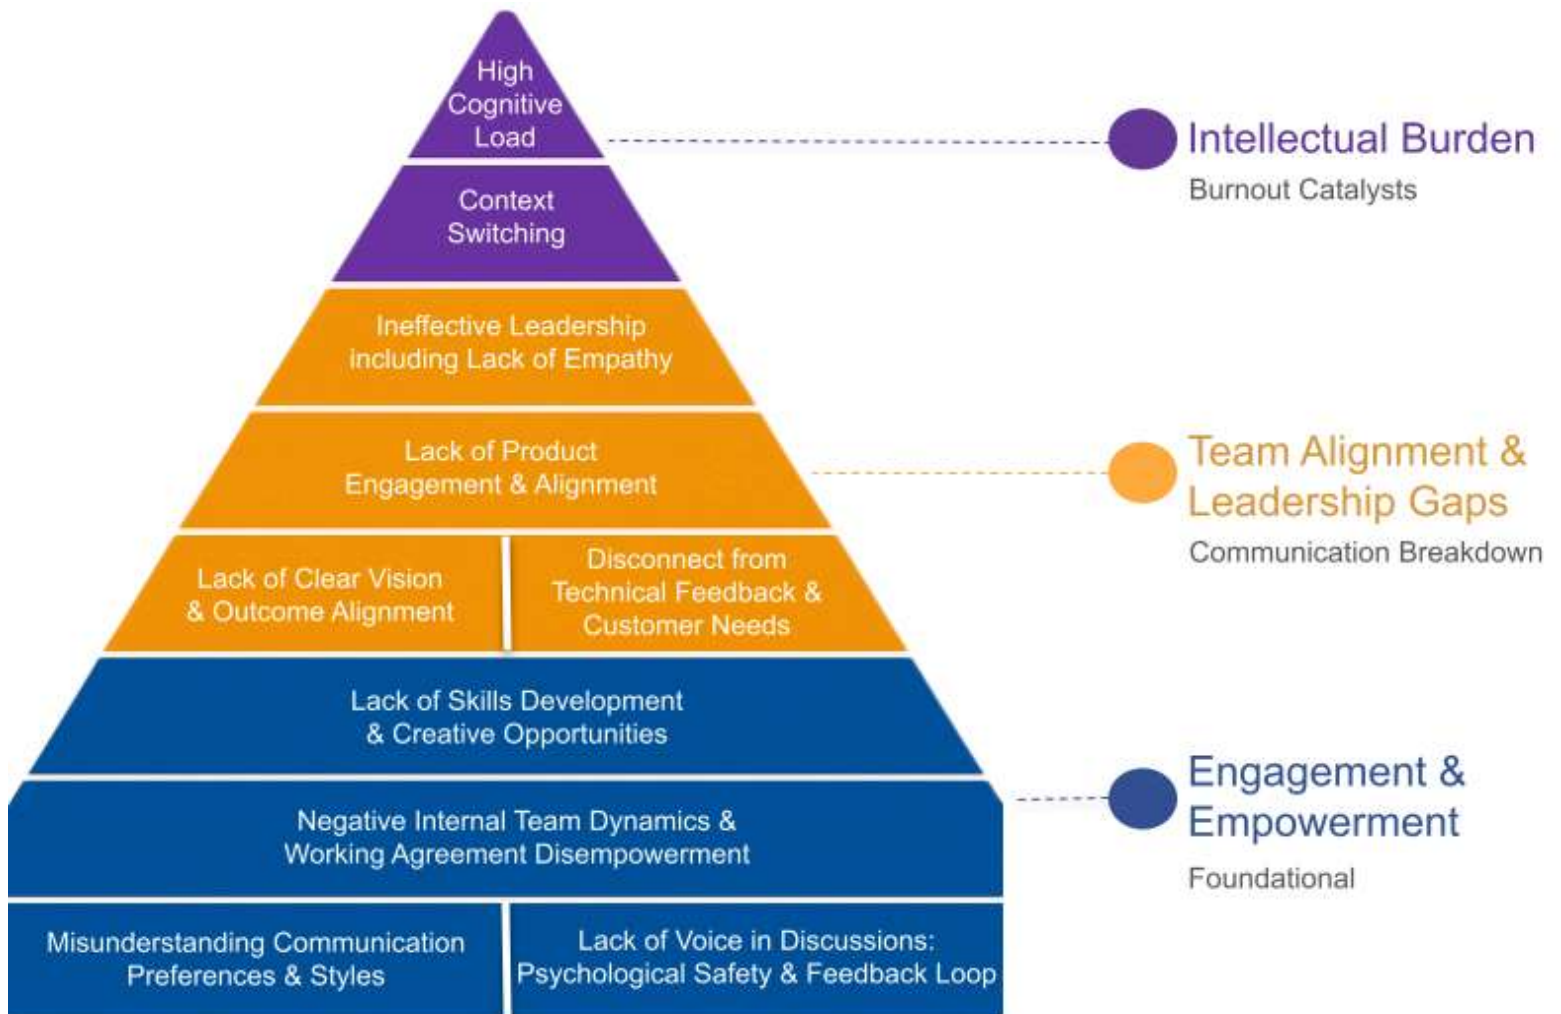 High
Cognitive
Load
Context
Switching
Ineffective Leadership
including Lack of Empathy
Lack of Product
Engagement & Alignment
Lack of Clear Vision
& Outcome Alignment
Disconnect from
Technical Feedback &
Customer Needs
Lack of Skills Development
& Creative Opportunities
Negative Internal Team Dynamics &
Working Agreement Disempowerment
Misunderstanding Communication
Preferences & Styles
Lack of Voice in Discussions:
Psychological Safety & Feedback Loop
Intellectual Burden
Burnout Catalysts
Team Alignment &
Leadership Gaps
Communication Breakdown
Engagement &
Empowerment
Foundational